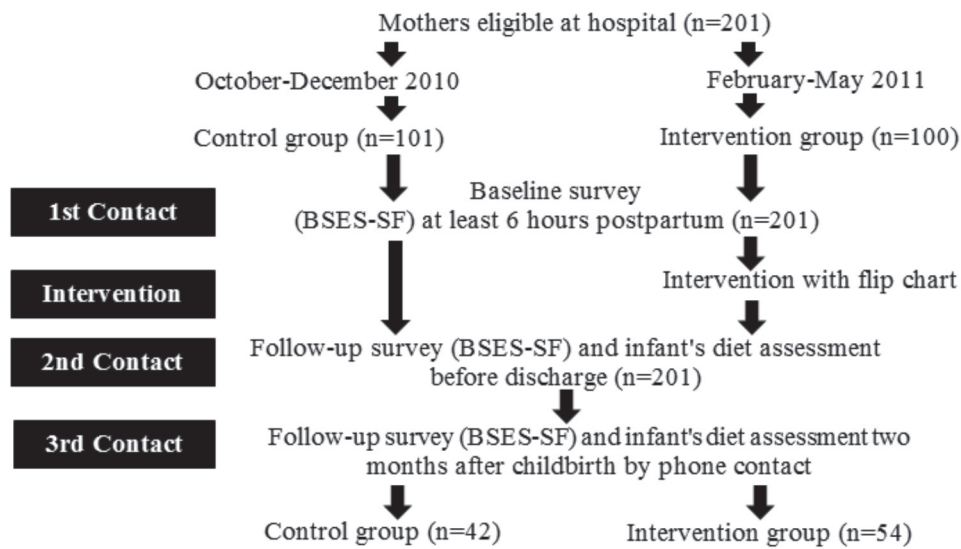 Mothers eligible at hospital (n=201)
October-December 2010
February-May 2011
Control group (n=101)
Intervention group (n=100)
1st Contact
Baseline survey
(BSES-SF) at least 6 hours postpartum (n=201)
Intervention
Intervention with flip chart
2nd Contact
Follow-up survey (BSES-SF) and infant's diet assessment
before discharge (n=201)
3rd Contact
Follow-up survey (BSES-SF) and infant's diet assessment two
months after childbirth by phone contact
Control group (n=42)
Intervention group (n=54)